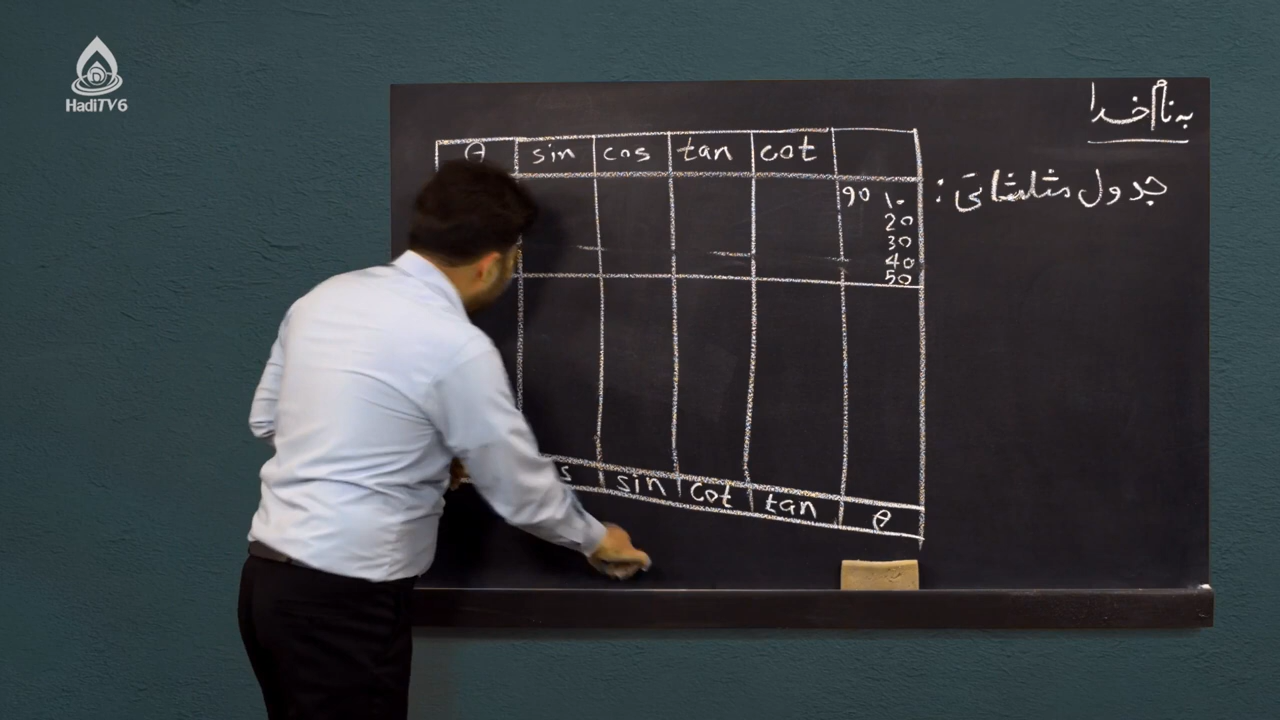 HadiTV6
به نام خدا
جدول مثلثاتی :
θ sin cos tan cot
90 10
20
30
40
50
s sin cot tan θ